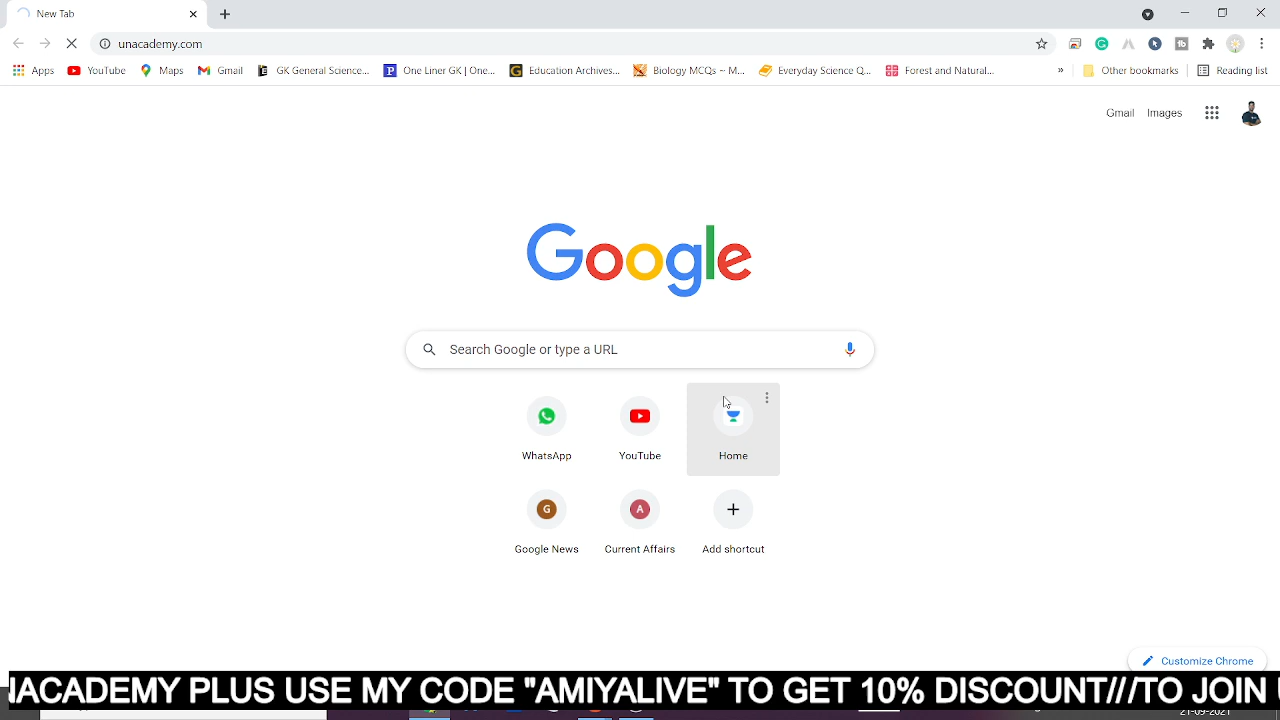 New Tab
unacademy.com
Apps YouTube Maps Gmail GK General Science... One Liner GK | One... Education Archives... Biology MCQs ~ M... Everyday Science Q... Forest and Natural... » Other bookmarks Reading list
Gmail Images
Google
Search Google or type a URL
WhatsApp YouTube Home
G A
Google News Current Affairs Add shortcut
Customize Chrome
ACADEMY PLUS USE MY CODE "AMIYALIVE" TO GET 10% DISCOUNT///TO JOIN
21-09-2021